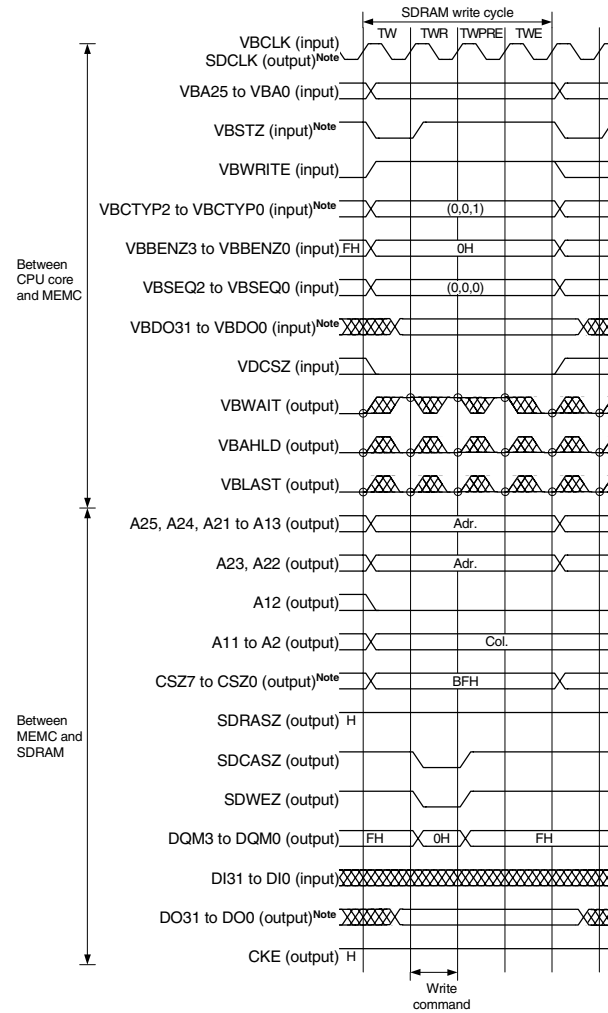 SDRAM write cycle
TW TWR TWPRE TWE
VBCLK (input)
SDCLK (output)Note
VBA25 to VBA0 (input)
VBSTZ (input)Note
VBWRITE (input)
VBCTYP2 to VBCTYP0 (input)Note (0,0,1)
VBBENZ3 to VBBENZ0 (input) FH 0H
Between
CPU core
and MEMC
VBSEQ2 to VBSEQ0 (input) (0,0,0)
VBDO31 to VBDO0 (input)Note
VDCSZ (input)
VBWAIT (output)
VBAHLD (output)
VBLAST (output)
A25, A24, A21 to A13 (output) Adr.
A23, A22 (output) Adr.
A12 (output)
A11 to A2 (output) Col.
CSZ7 to CSZ0 (output)Note BFH
Between
MEMC and
SDRAM
SDRASZ (output) H
SDCASZ (output)
SDWEZ (output)
DQM3 to DQM0 (output) FH 0H FH
DI31 to DI0 (input)
DO31 to DO0 (output)Note
CKE (output) H
Write
command